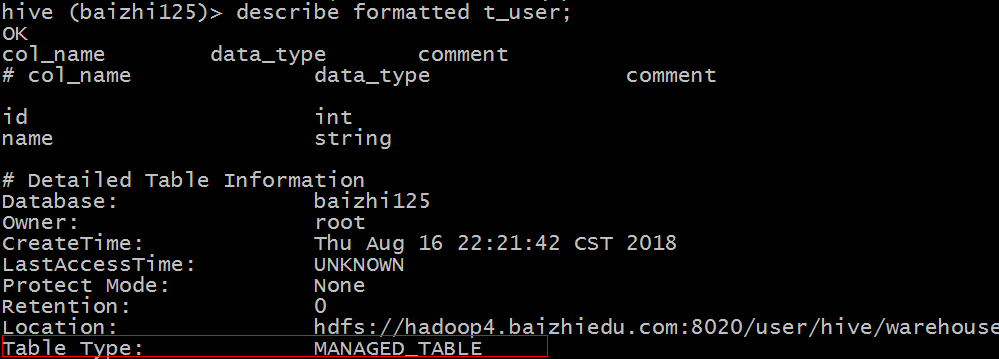 hive (baizhi125)> describe formatted t_user;
OK
col_name data_type comment
# col_name data_type comment
id int
name string
# Detailed Table Information
Database: baizhi125
Owner: root
CreateTime: Thu Aug 16 22:21:42 CST 2018
LastAccessTime: UNKNOWN
Protect Mode: None
Retention: 0
Location: hdfs://hadoop4.baizhiedu.com:8020/user/hive/warehouse
Table Type: MANAGED_TABLE